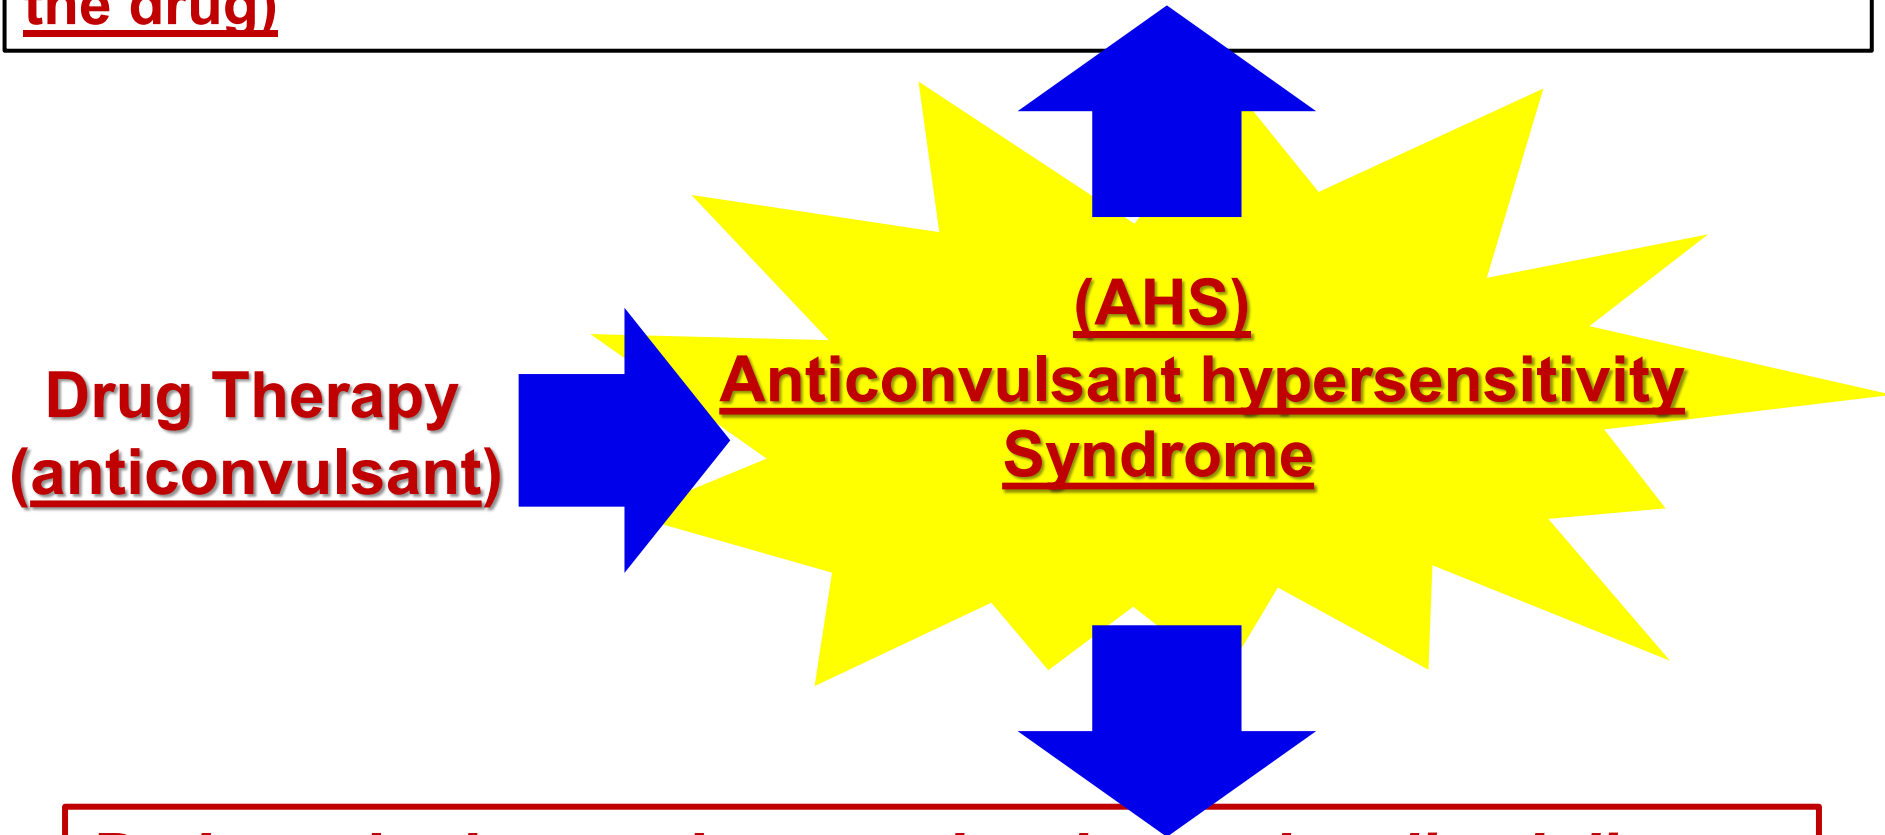 the drug)
(AHS)
Anticonvulsant hypersensitivity
Syndrome
Drug Therapy
(anticonvulsant)